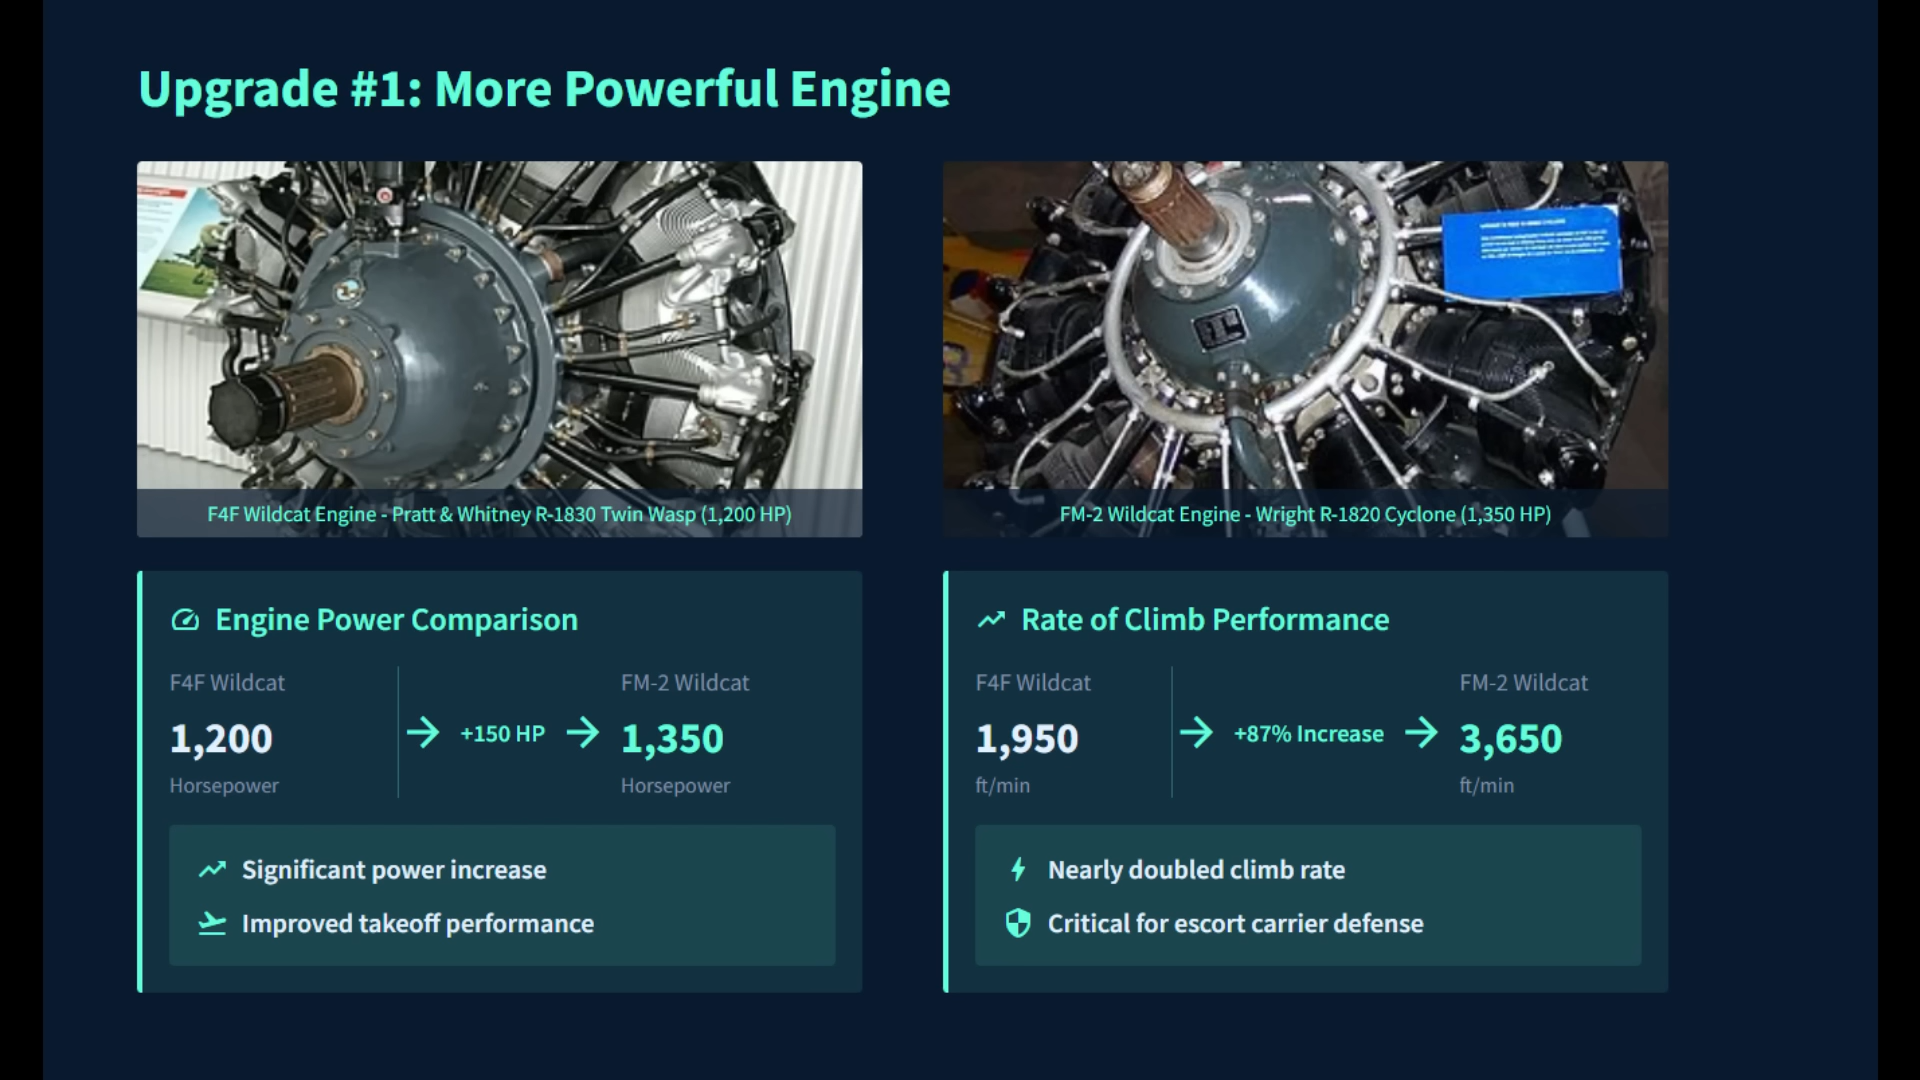 Upgrade #1: More Powerful Engine
F4F Wildcat Engine - Pratt & Whitney R-1830 Twin Wasp (1,200 HP)
FM-2 Wildcat Engine - Wright R-1820 Cyclone (1,350 HP)
Engine Power Comparison
F4F Wildcat
1,200
Horsepower
+150 HP
FM-2 Wildcat
1,350
Horsepower
Significant power increase
Improved takeoff performance
Rate of Climb Performance
F4F Wildcat
1,950
ft/min
+87% Increase
FM-2 Wildcat
3,650
ft/min
Nearly doubled climb rate
Critical for escort carrier defense